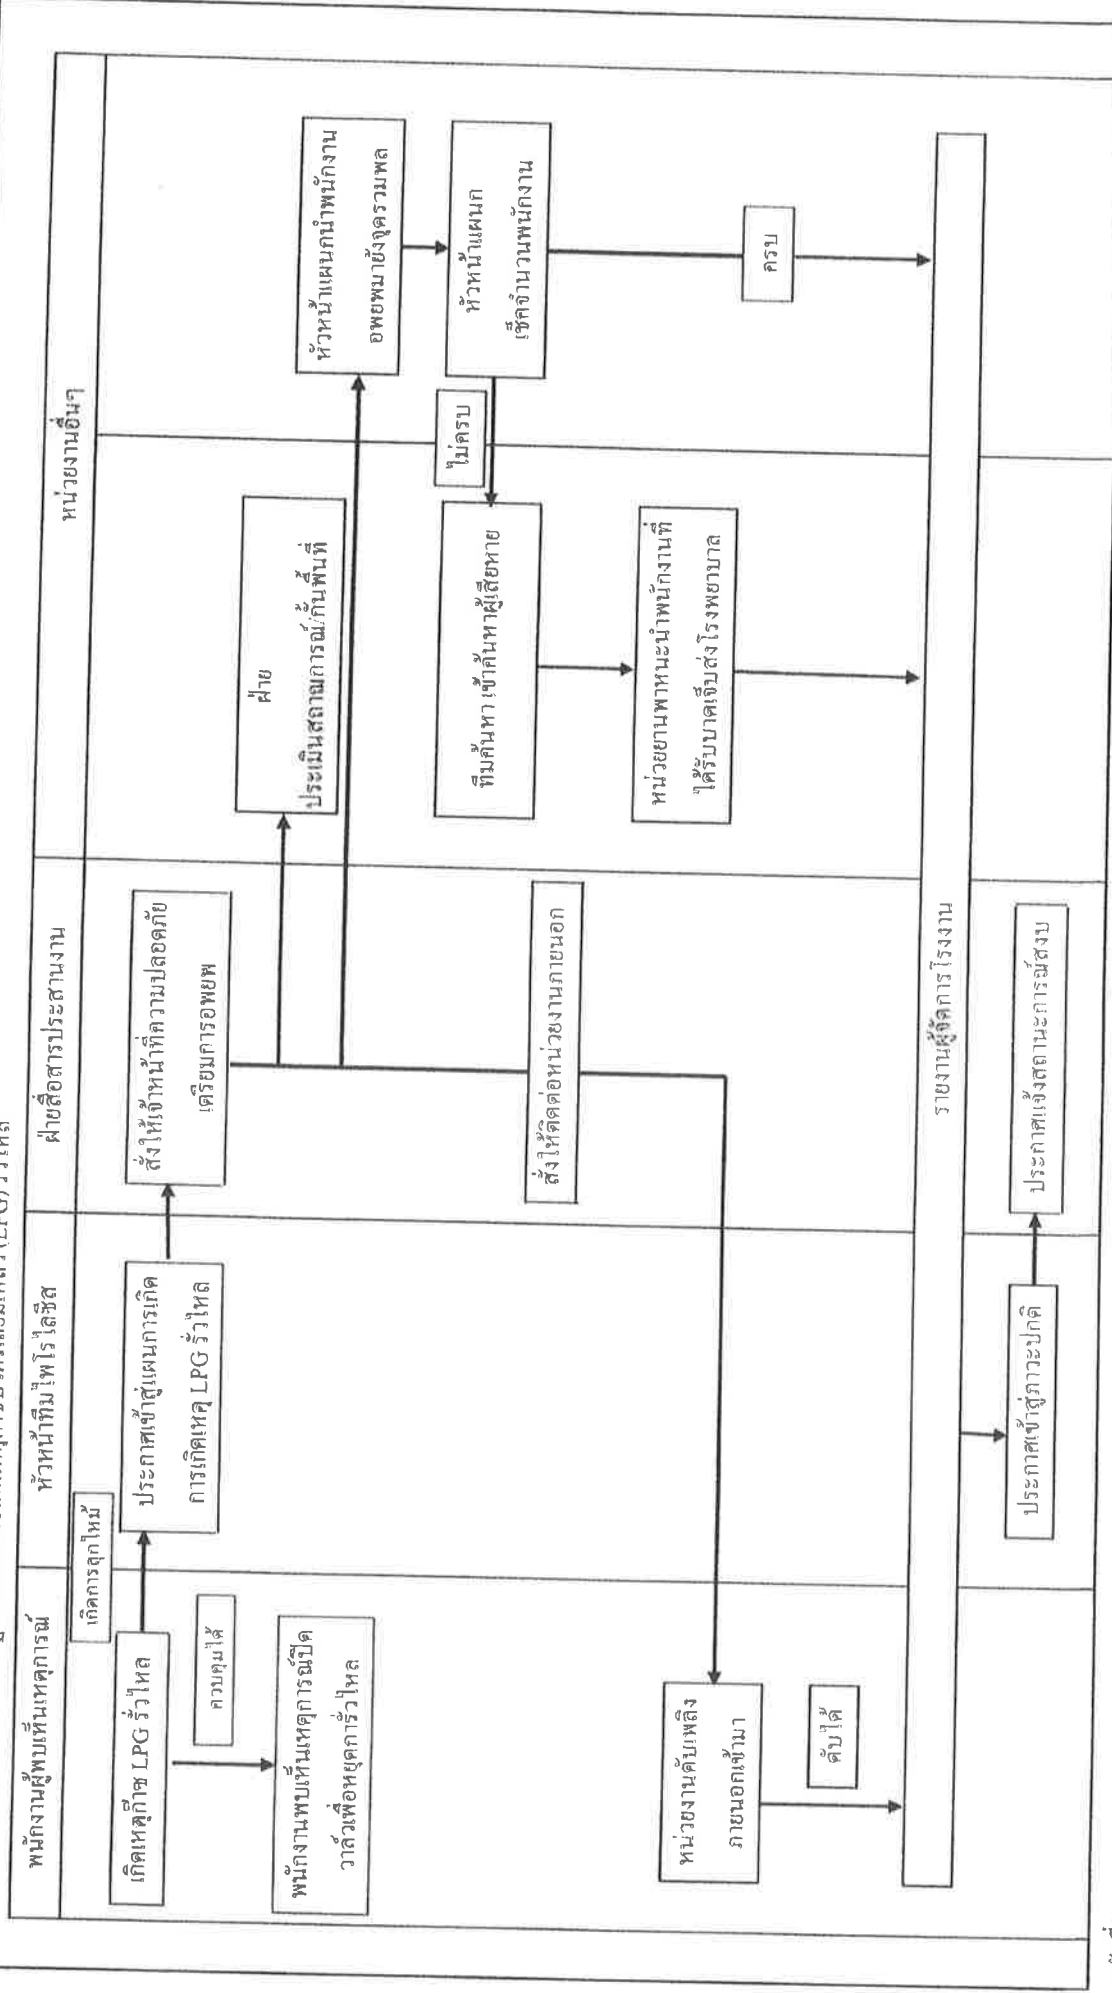 (LPG) รั่วไหล
พนักงานผู้พบเห็นเหตุการณ์
หัวหน้าทีมไพโรไลซิส
ฝ่ายสื่อสารประสานงาน
หน่วยงานอื่นๆ
เกิดการลุกไหม้
เกิดเหตุก๊าซ LPG รั่วไหล
ประกาศเข้าสู่แผนการเกิด
การเกิดเหตุ LPG รั่วไหล
สั่งให้เจ้าหน้าที่ความปลอดภัย
เตรียมการอพยพ
ควบคุมได้
ฝ่าย
ประเมินสถานการณ์/กั้นพื้นที่
หัวหน้าแผนกนำพนักงาน
อพยพมายังจุดรวมพล
พนักงานพบเห็นเหตุการณ์ปิด
วาล์วเพื่อหยุดการั่วไหล
ไม่ครบ
หัวหน้าแผนก
เช็คจำนวนพนักงาน
ทีมค้นหา เข้าค้นหาผู้เสียหาย
สั่งให้ติดต่อหน่วยงานภายนอก
หน่วยยานพาหนะนำพนักงานที่
ได้รับบาดเจ็บส่งโรงพยาบาล
ครบ
หน่วยงานดับเพลิง
ภายนอกเข้ามา
ดับได้
รายงานผู้จัดการโรงงาน
ประกาศเข้าสู่ภาวะปกติ
ประกาศแจ้งสถานะการณ์สงบ